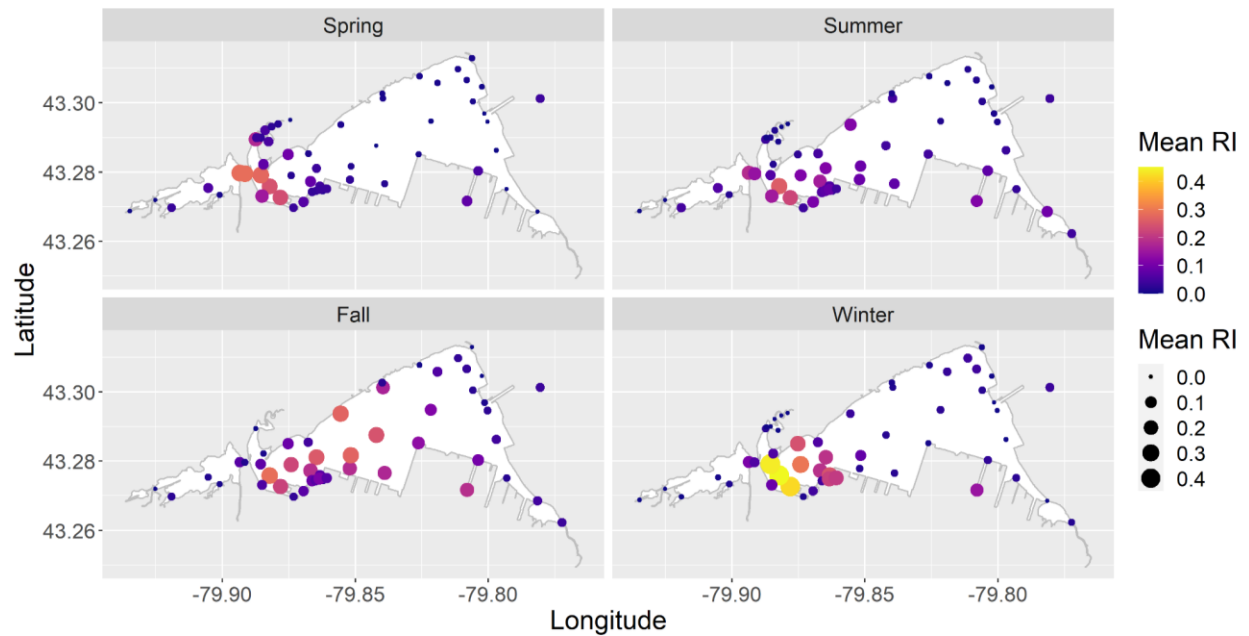 Spring
Summer
43.30
43.28
43.26
Latitude
Fall
Winter
43.30
43.28
43.26
-79.90
-79.85
-79.80
-79.90
-79.85
-79.80
Longitude
Mean RI
0.4
0.3
0.2
0.1
0.0
Mean RI
0.0
0.1
0.2
0.3
0.4